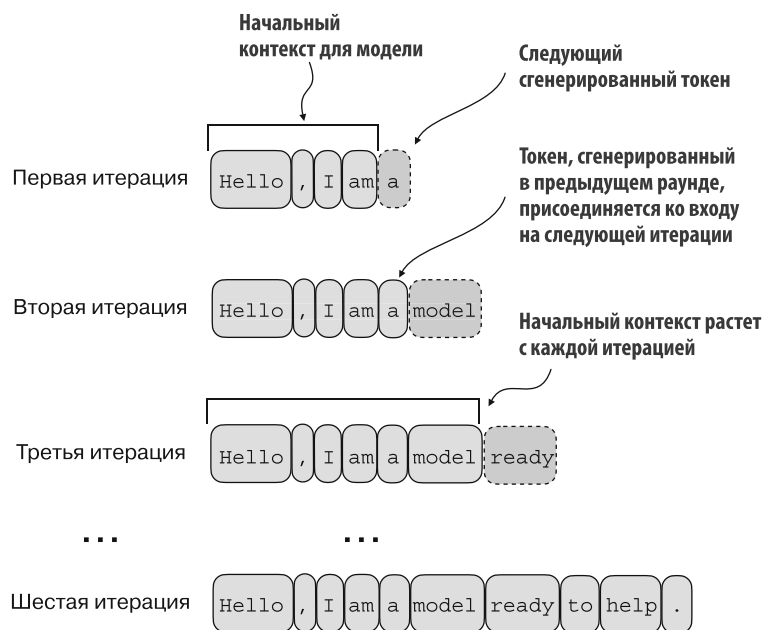 Начальный
контекст для модели
Следующий
сгенерированный токен
Первая итерация
Hello , I am a
Токен, сгенерированный
в предыдущем раунде,
присоединяется ко входу
на следующей итерации
Вторая итерация
Hello , I am a model
Начальный контекст растет
с каждой итерацией
Третья итерация
Hello , I am a model ready
... ...
Шестая итерация
Hello , I am a model ready to help .